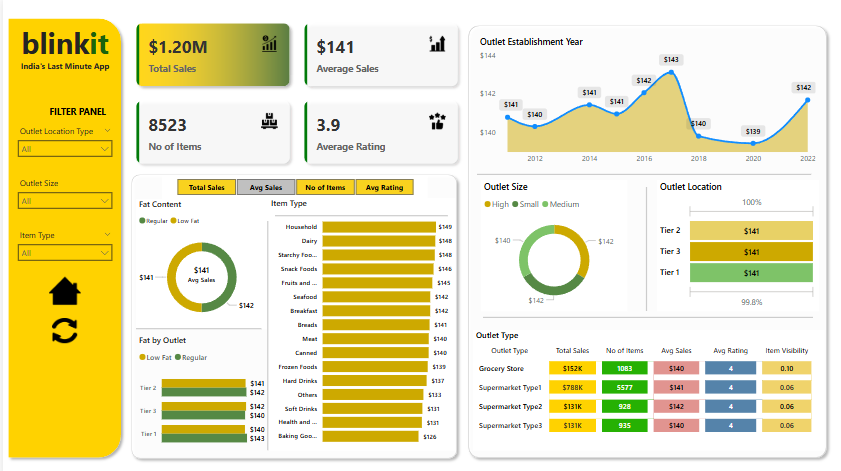 blinkit
India's Last Minute App
FILTER PANEL
Outlet Location Type
All
Outlet Size
All
Item Type
All
$1.20M
Total Sales
$141
Average Sales
8523
No of Items
3.9
Average Rating
Total Sales
Avg Sales
No of Items
Avg Rating
Fat Content
Regular
Low Fat
$141
Avg Sales
$141
$142
Fat by Outlet
Low Fat
Regular
Tier 2
$141
$142
Tier 3
$142
$140
Tier 1
$140
$143
Item Type
Household
$149
Dairy
$148
Starchy Foo...
$148
Snack Foods
$146
Fruits and ...
$145
Seafood
$142
Breakfast
$142
Breads
$141
Meat
$140
Canned
$140
Frozen Foods
$139
Hard Drinks
$137
Others
$133
Soft Drinks
$131
Health and ...
$131
Baking Goo...
$126
Outlet Establishment Year
$144
$142
$140
$141
$140
$141
$141
$142
$143
$140
$139
$142
2012
2014
2016
2018
2020
2022
Outlet Size
High
Small
Medium
$140
$142
$142
Outlet Location
100%
Tier 2
$141
Tier 3
$141
Tier 1
$141
99.8%
Outlet Type
Outlet Type Total Sales No of Items Avg Sales Avg Rating Item Visibility
Grocery Store $152K 1083 $140 4 0.10
Supermarket Type1 $788K 5577 $141 4 0.06
Supermarket Type2 $131K 928 $142 4 0.06
Supermarket Type3 $131K 935 $140 4 0.06